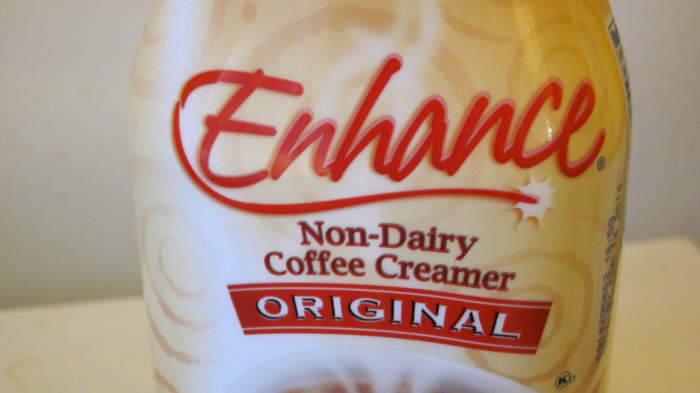 Enhance®
Non-Dairy
Coffee Creamer
ORIGINAL
K